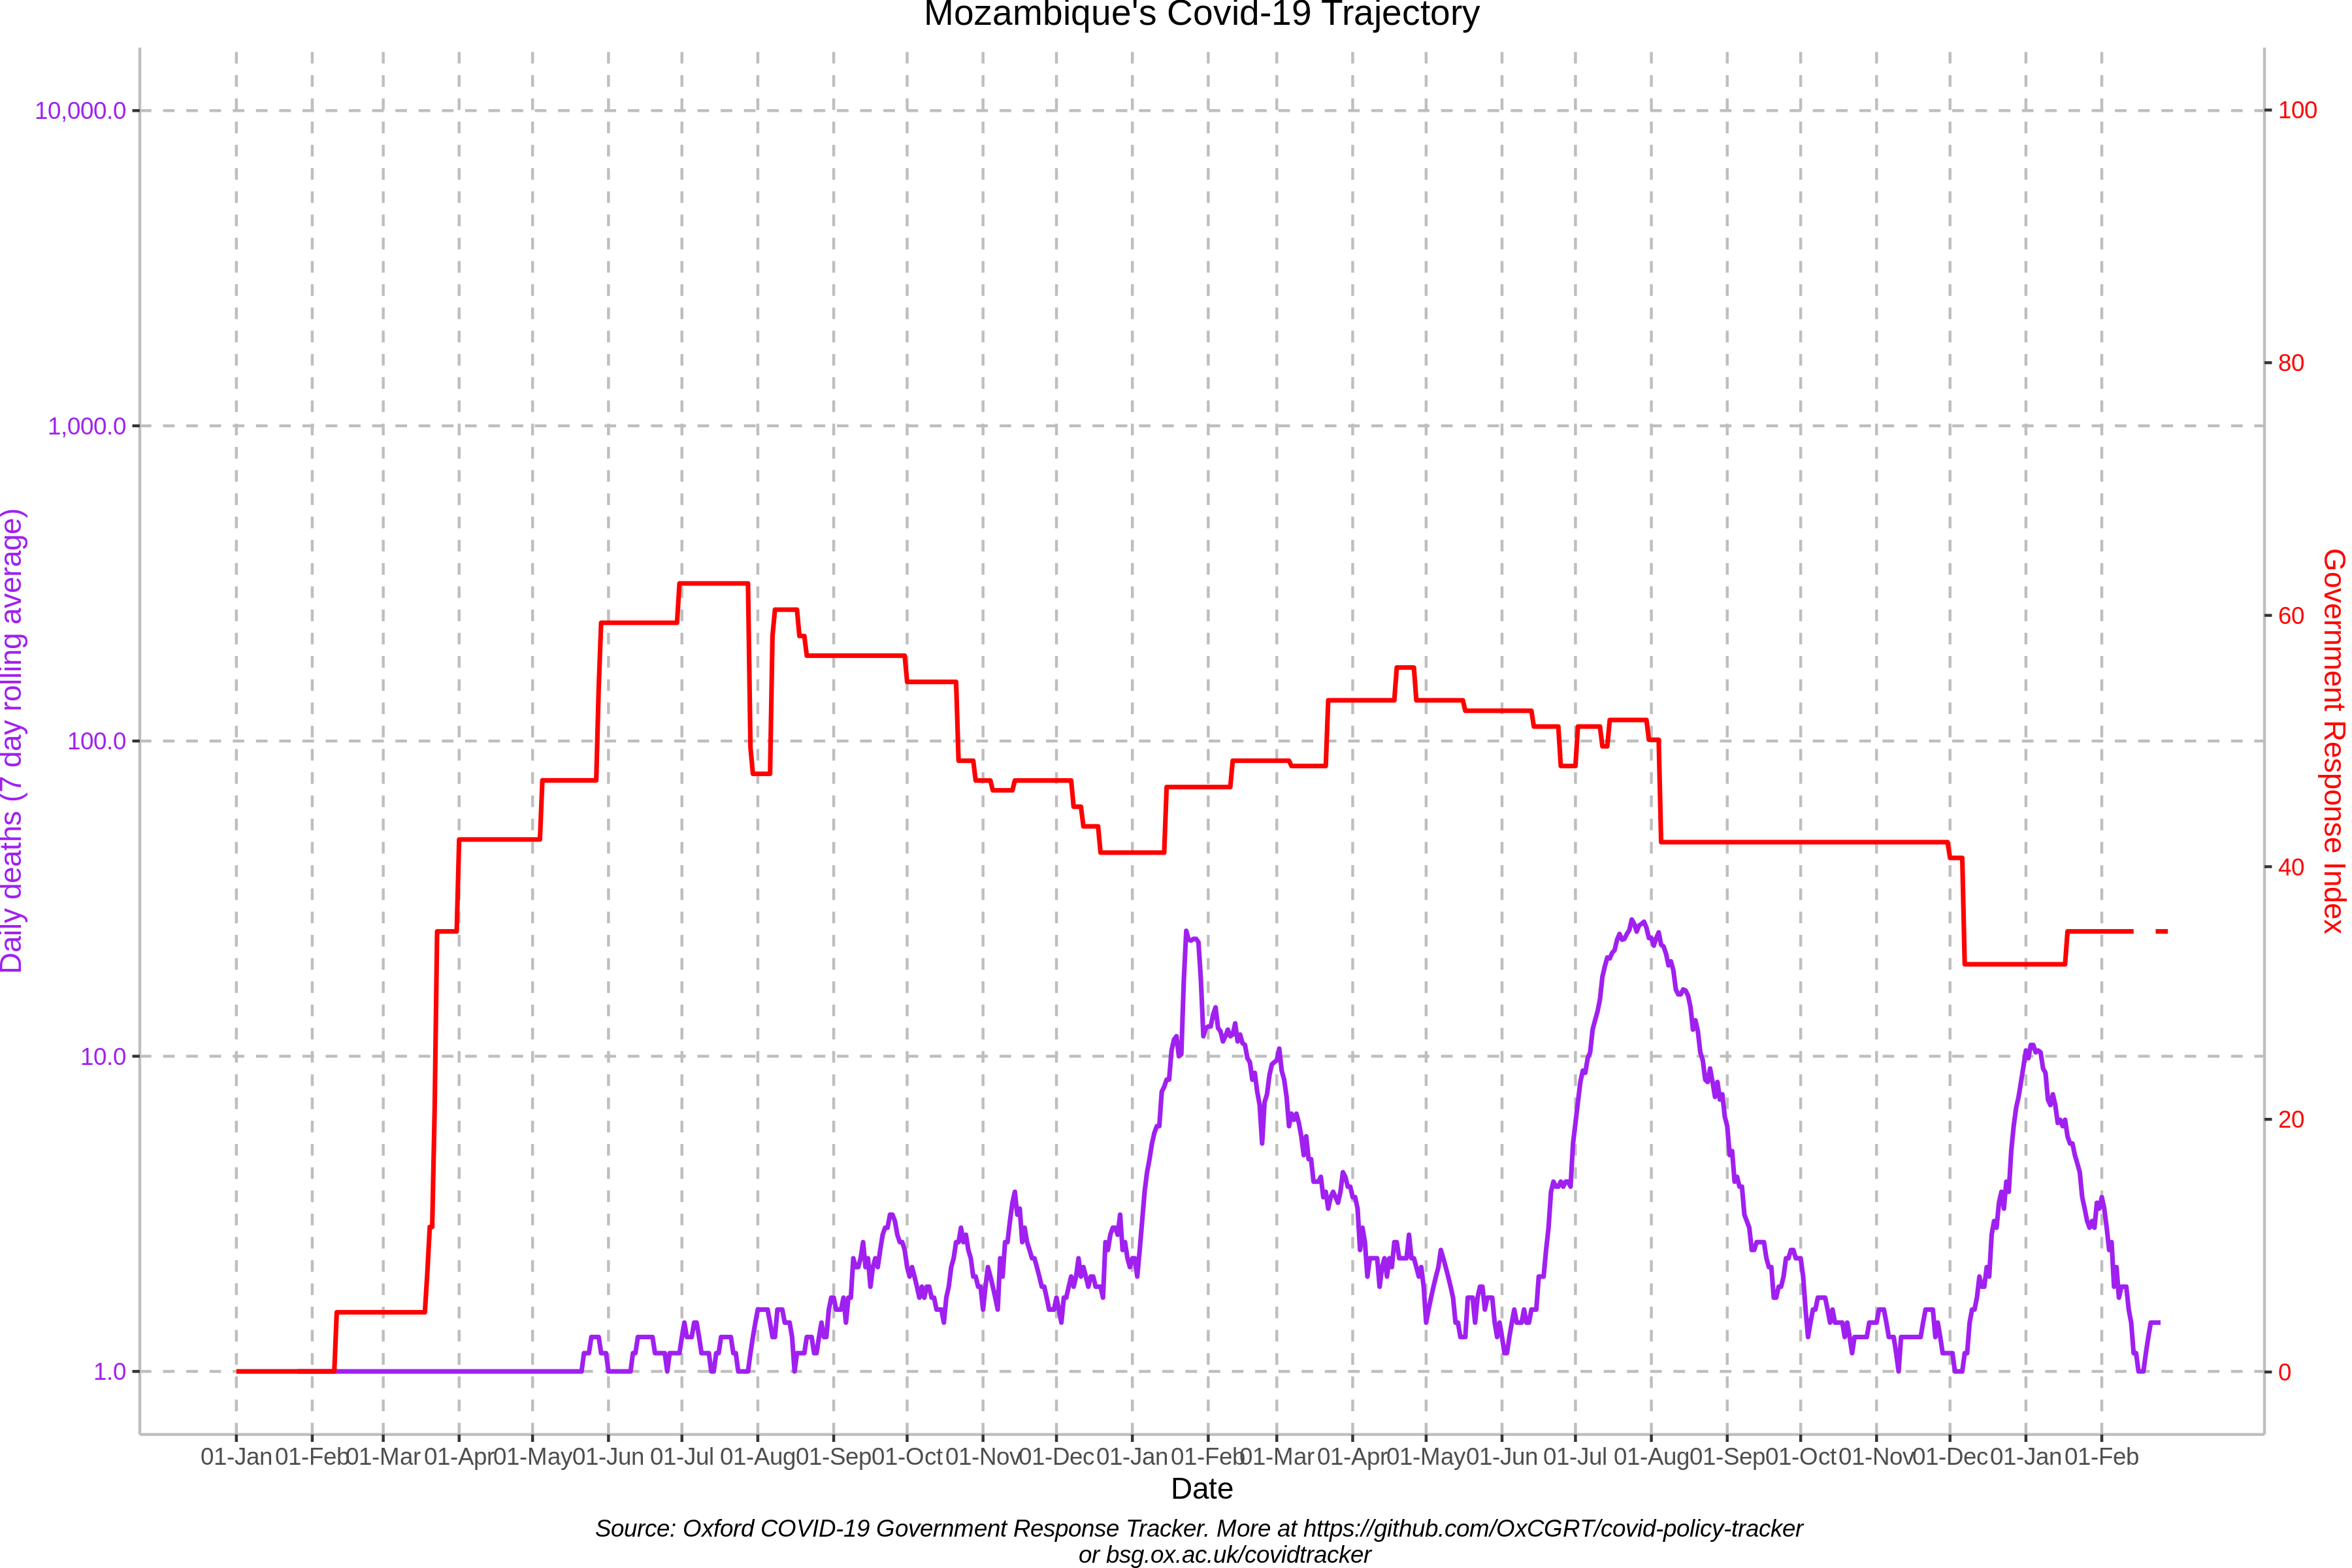 Mozambique's Covid-19 Trajectory
10,000.0
1,000.0
100.0
10.0
1.0
Daily deaths (7 day rolling average)
100
80
60
40
20
0
Government Response Index
01-Jan 01-Feb 01-Mar 01-Apr 01-May 01-Jun 01-Jul 01-Aug 01-Sep 01-Oct 01-Nov 01-Dec 01-Jan 01-Feb 01-Mar 01-Apr 01-May 01-Jun 01-Jul 01-Aug 01-Sep 01-Oct 01-Nov 01-Dec 01-Jan 01-Feb
Date
Source: Oxford COVID-19 Government Response Tracker. More at https://github.com/OxCGRT/covid-policy-tracker
or bsg.ox.ac.uk/covidtracker